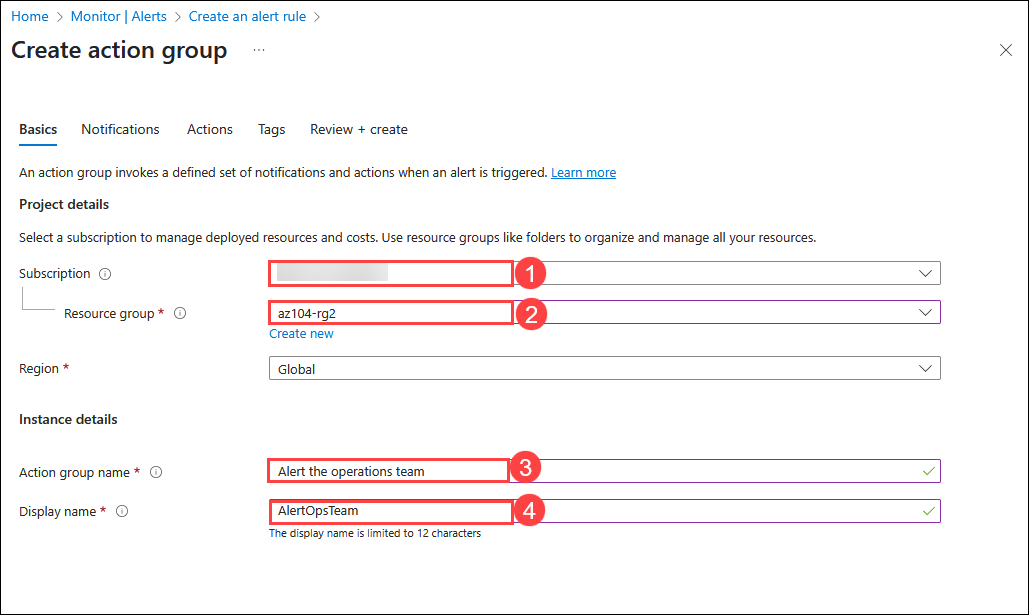 Home > Monitor | Alerts > Create an alert rule >
Create action group ...
Basics Notifications Actions Tags Review + create
An action group invokes a defined set of notifications and actions when an alert is triggered. Learn more
Project details
Select a subscription to manage deployed resources and costs. Use resource groups like folders to organize and manage all your resources.
Subscription 1
Resource group * az104-rg2 2
Create new
Region * Global
Instance details
Action group name * Alert the operations team 3
Display name * AlertOpsTeam 4
The display name is limited to 12 characters